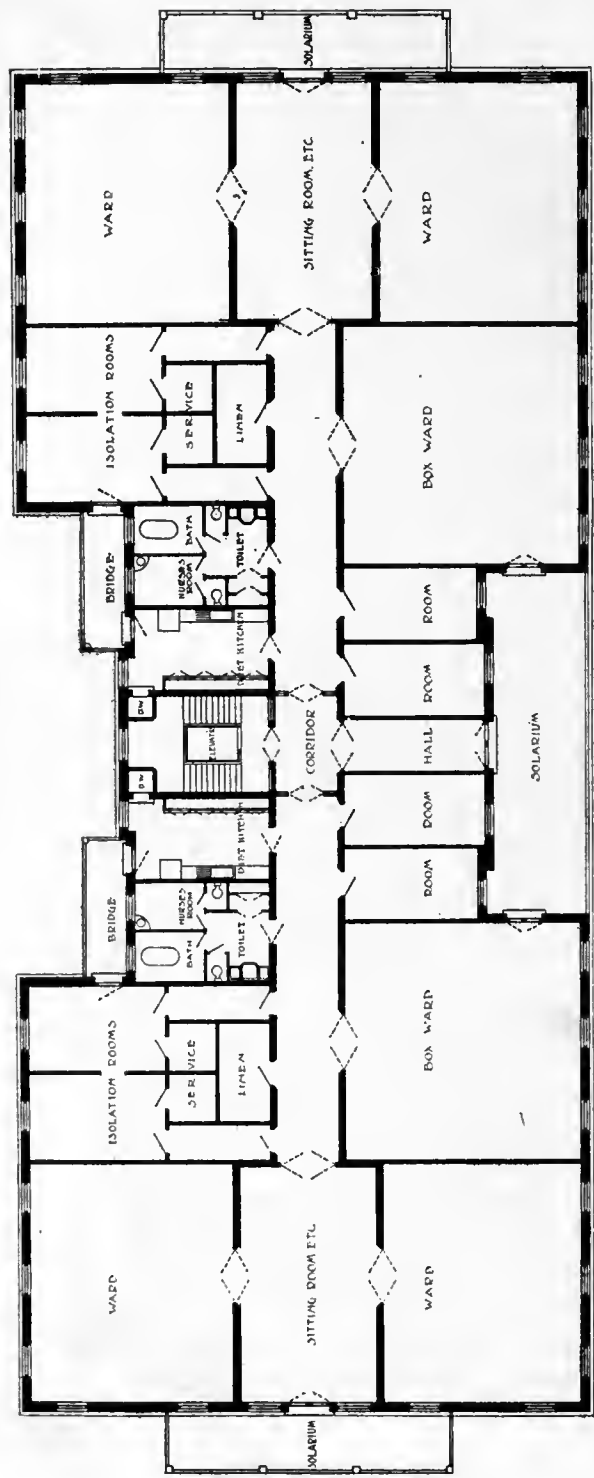 SOLARIUM
WARD
SITTING ROOM, ETC.
WARD
ISOLATION ROOMS
SERVICE
LINEN
BOX WARD
BRIDGE
BATH
NURSES
ROOM
TOILET
DIET KITCHEN
ROOM
ROOM
D.W.
ELEVATOR
CORRIDOR
HALL
SOLARIUM
D.W.
DIET KITCHEN
ROOM
ROOM
BRIDGE
NURSES
ROOM
BATH
TOILET
ISOLATION ROOMS
SERVICE
LINEN
BOX WARD
WARD
SITTING ROOM ETC.
WARD
SOLARIUM